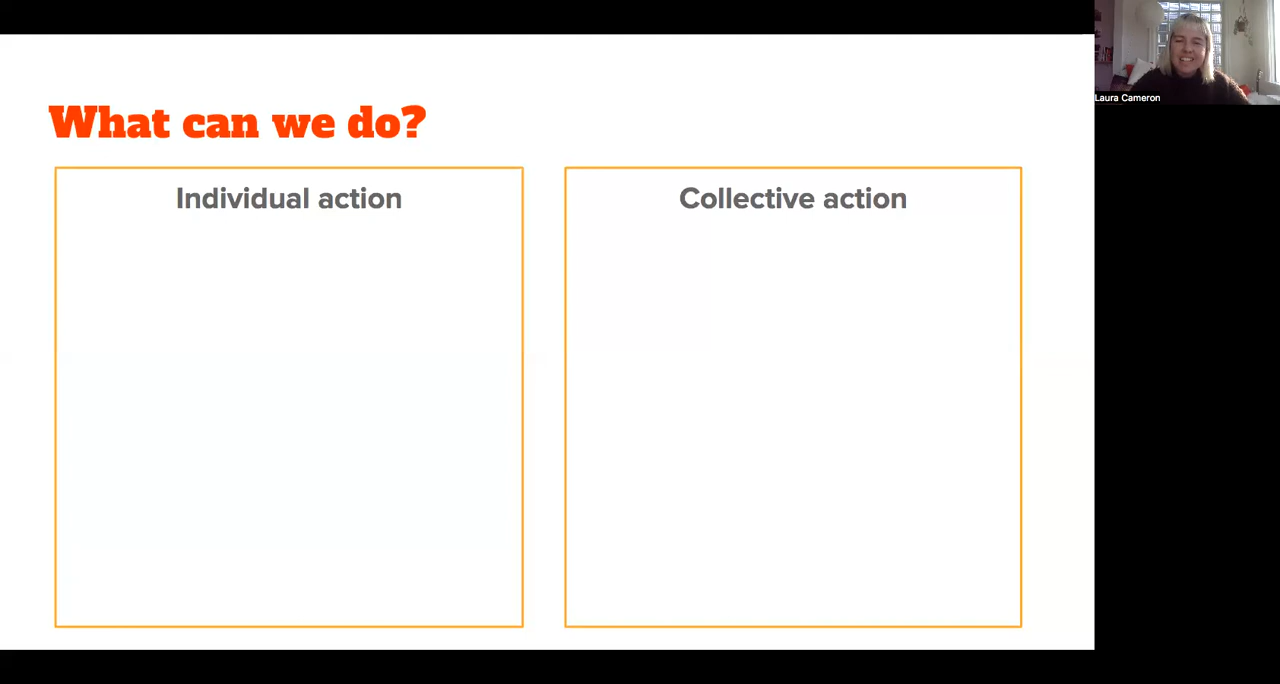 What can we do?
Individual action
Collective action
Laura Cameron